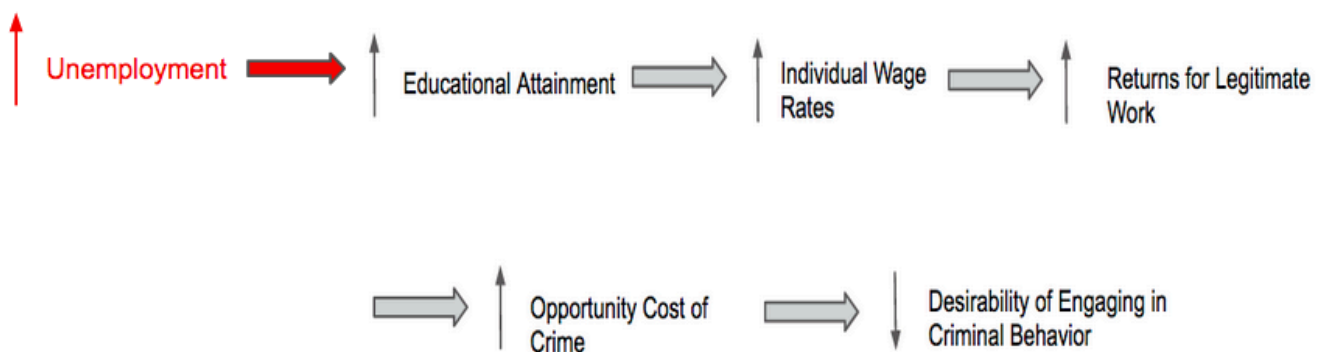 Unemployment
Educational Attainment
Individual Wage
Rates
Returns for Legitimate
Work
Opportunity Cost of
Crime
Desirability of Engaging in
Criminal Behavior